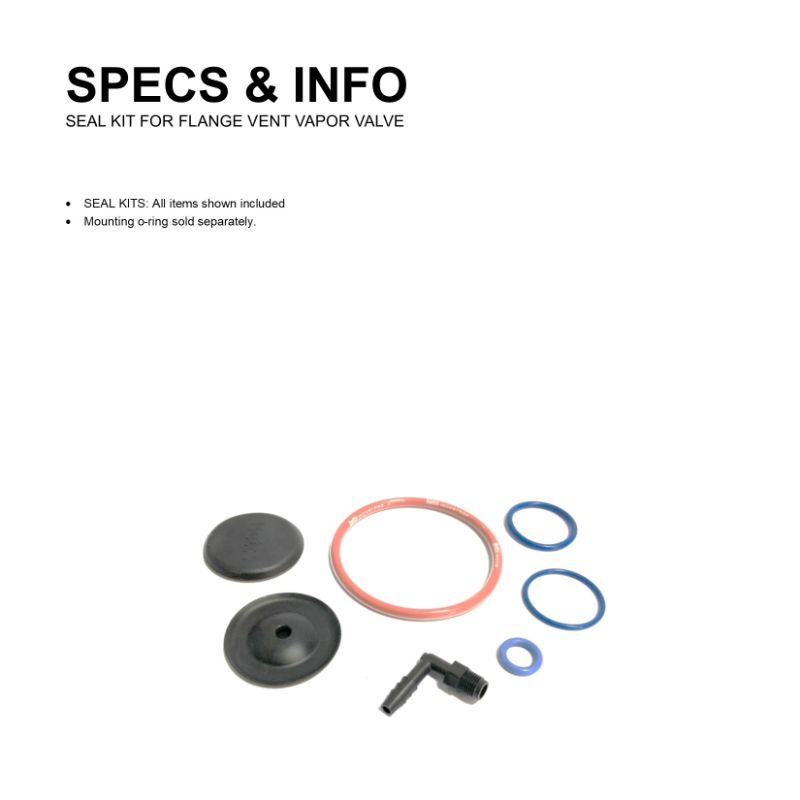 SPECS & INFO
SEAL KIT FOR FLANGE VENT VAPOR VALVE
SEAL KITS: All items shown included
Mounting o-ring sold separately.